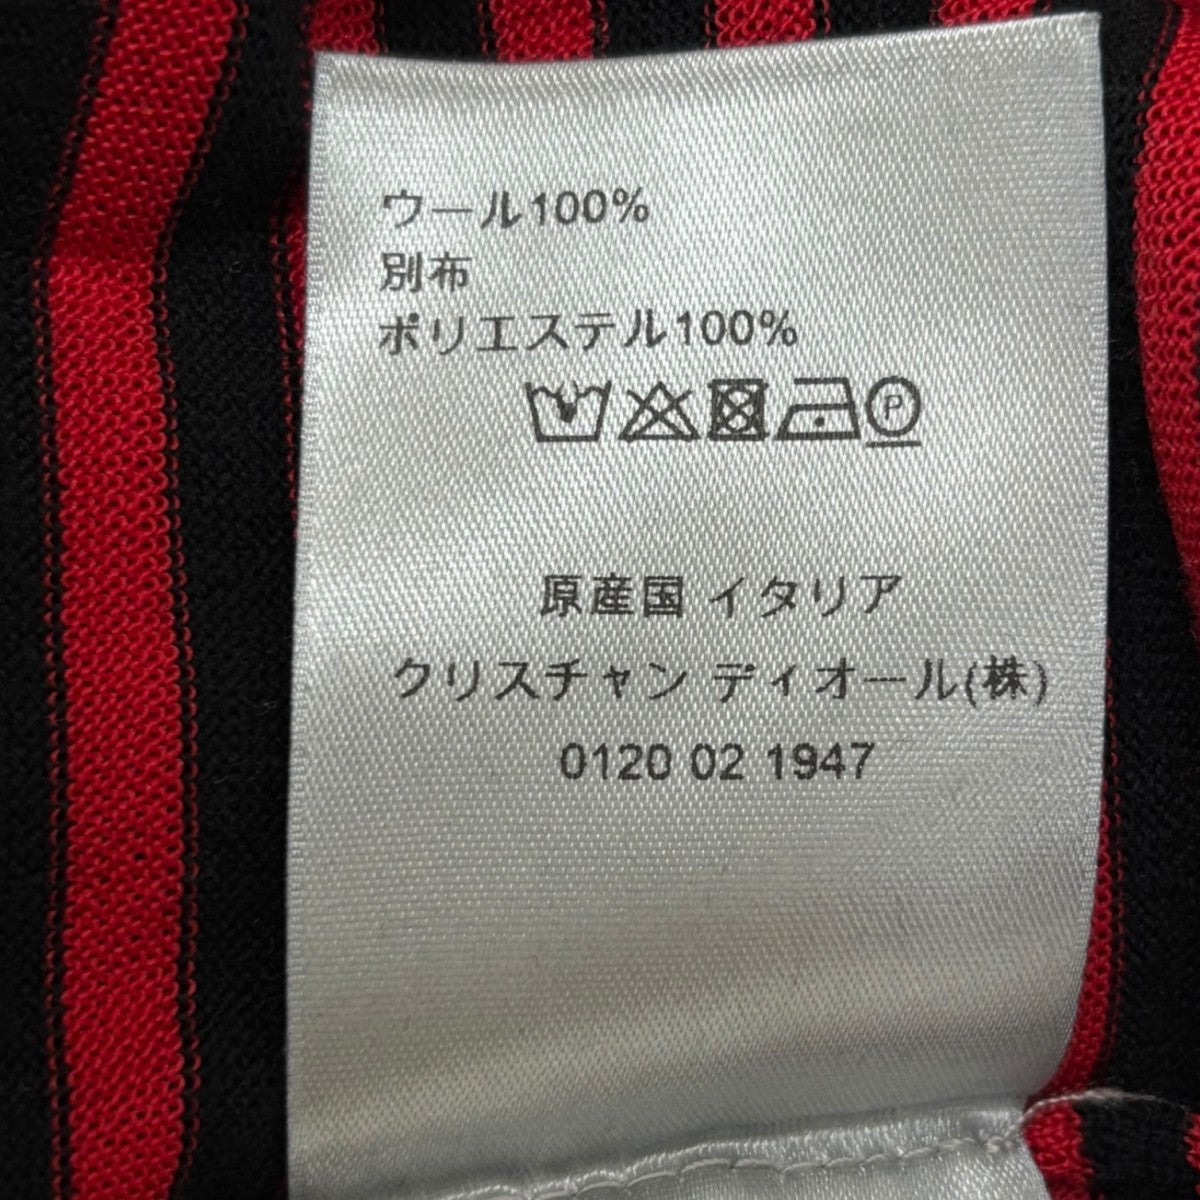 ウール100%
別布
ポリエステル100%
P
原産国 イタリア
クリスチャン ディオール(株)
0120 02 1947